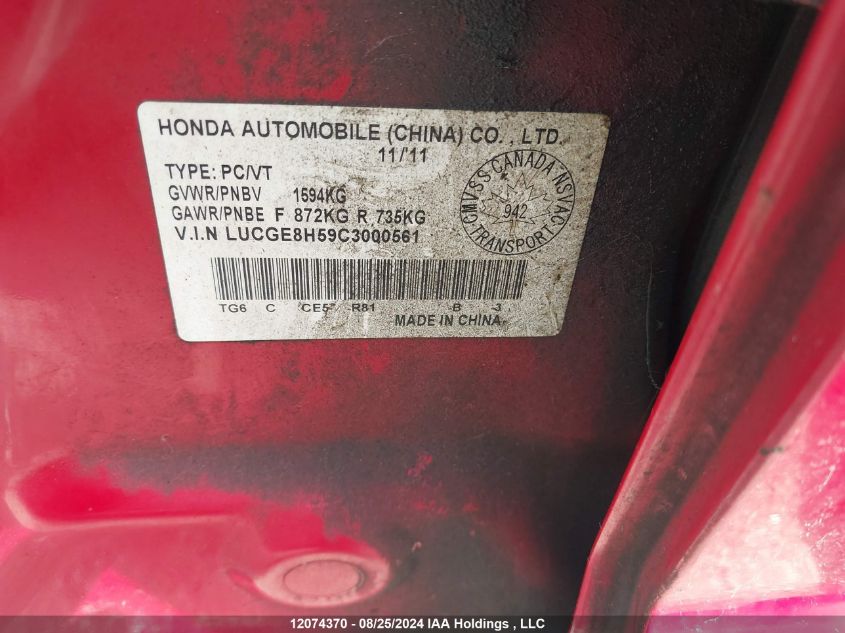 HONDA AUTOMOBILE (CHINA) CO., LTD.
11/'11
TYPE: PC/VT
GVWR/PNBV 1594KG
GAWR/PNBE F 872KG R 735KG
V.I.N LUCGE8H59C3000561
CMVSS CANADA NSVAC
942
TRANSPORT
TG6 C CE5 R81 B -3
MADE IN CHINA
12074370 - 08/25/2024 IAA Holdings , LLC